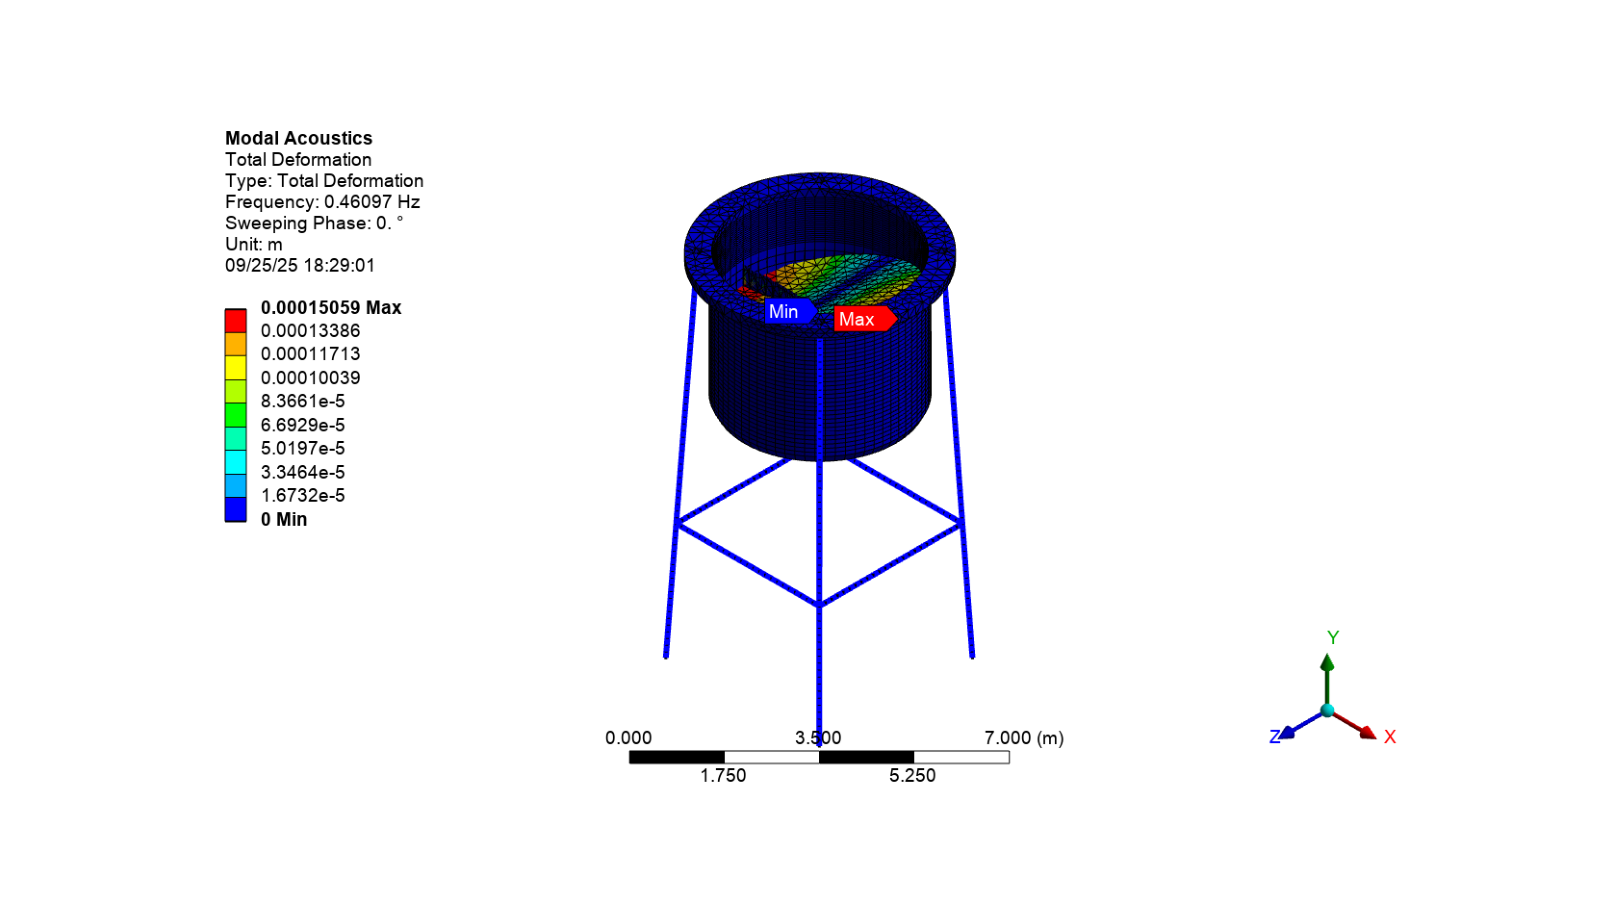 Modal Acoustics
Total Deformation
Type: Total Deformation
Frequency: 0.46097 Hz
Sweeping Phase: 0. °
Unit: m
09/25/25 18:29:01
0.00015059 Max
0.00013386
0.00011713
0.00010039
8.3661e-5
6.6929e-5
5.0197e-5
3.3464e-5
1.6732e-5
0 Min
Min
Max
0.000 3.500 7.000 (m)
1.750 5.250
Y
Z X